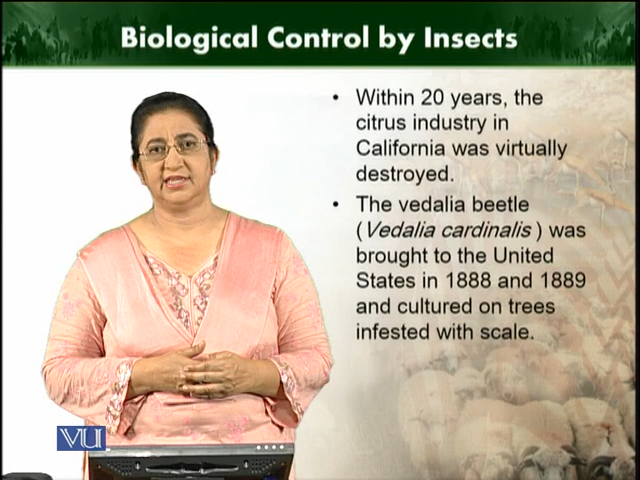 Biological Control by Insects
• Within 20 years, the
citrus industry in
California was virtually
destroyed.
• The vedalia beetle
(Vedalia cardinalis ) was
brought to the United
States in 1888 and 1889
and cultured on trees
infested with scale.
VU